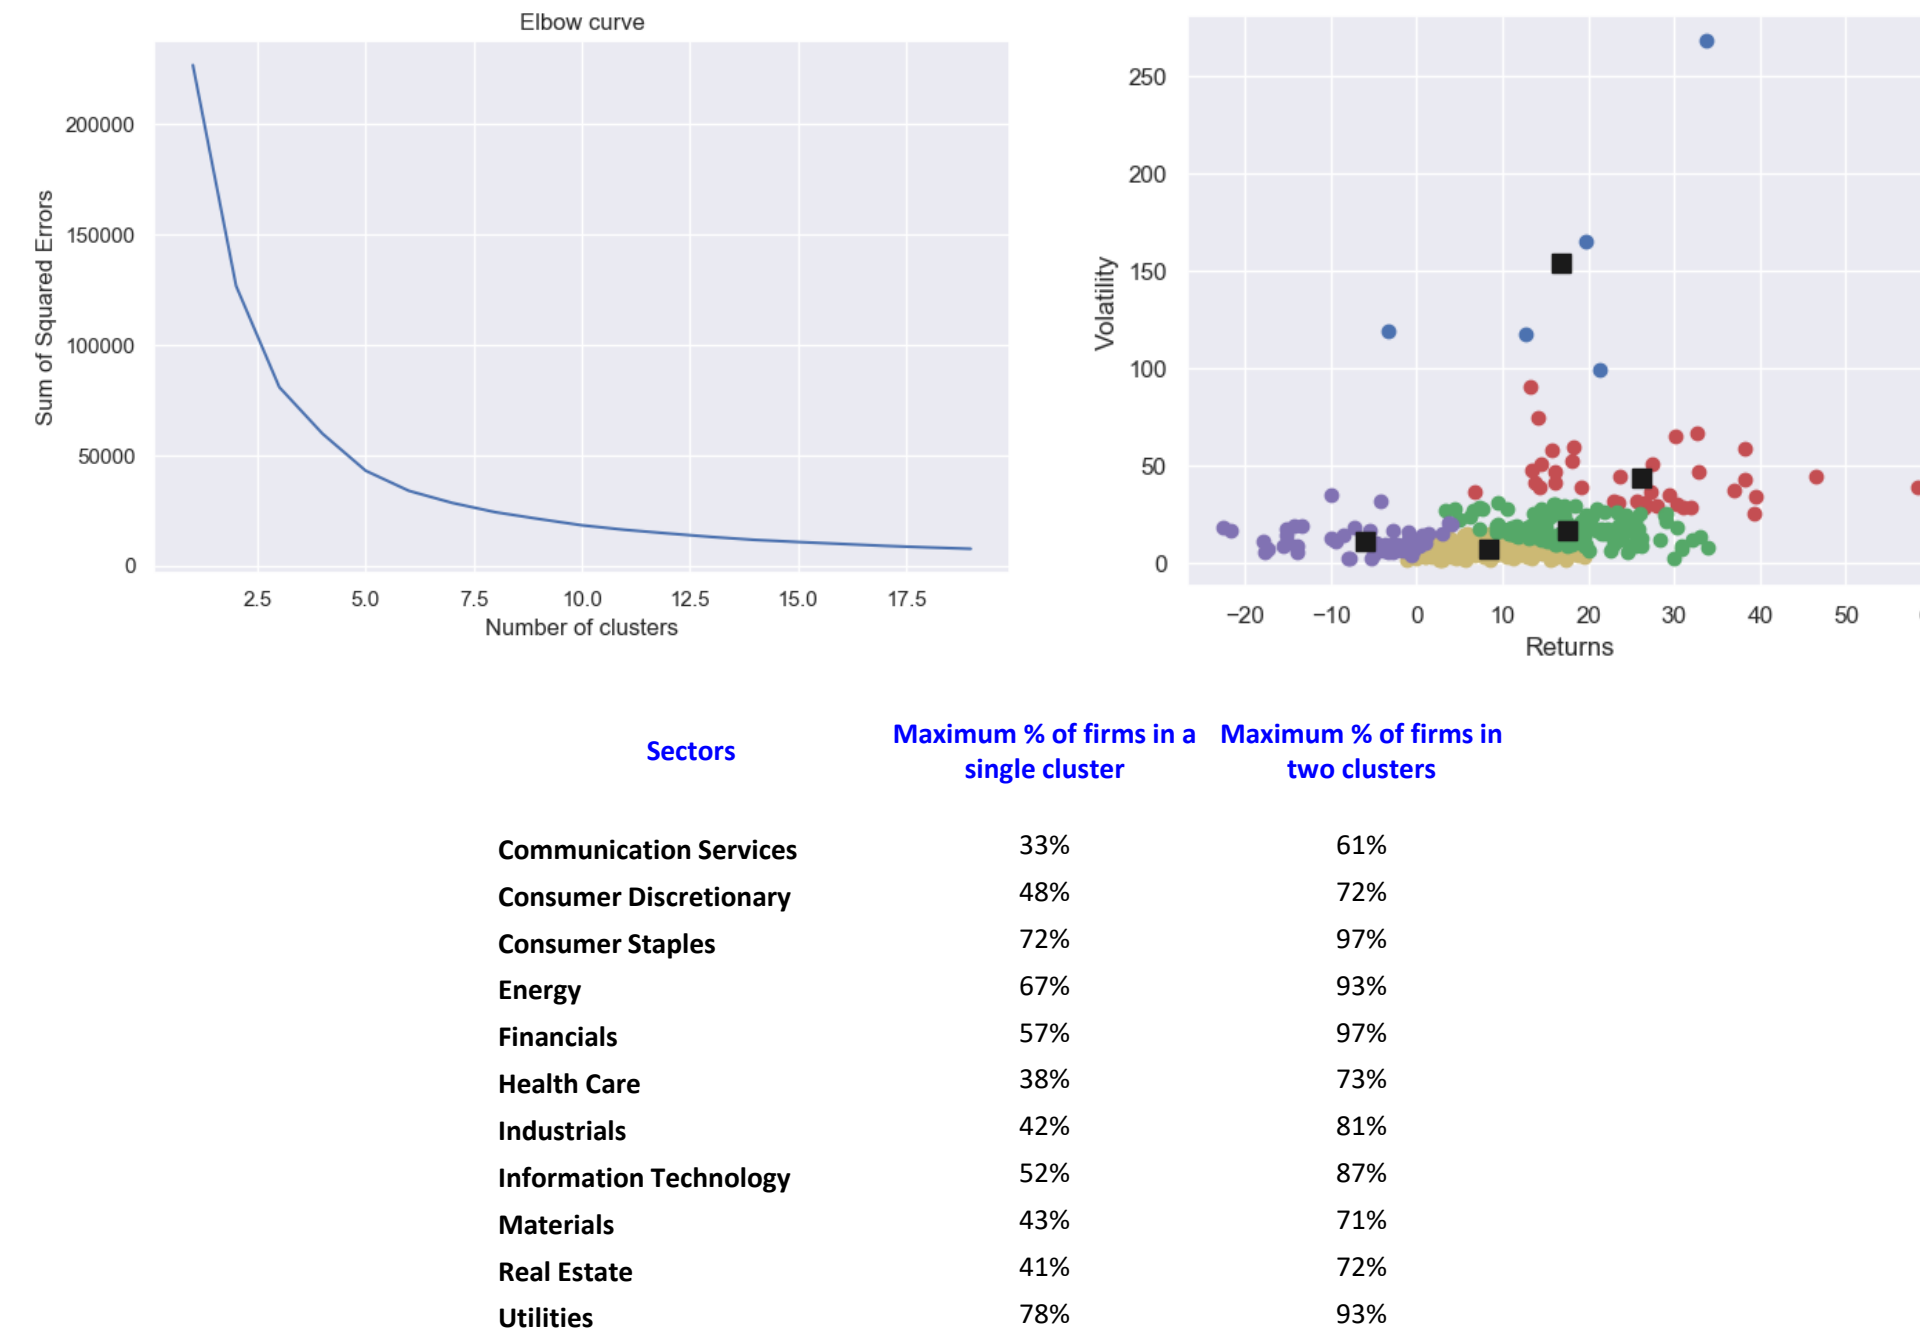 Elbow curve
200000
150000
100000
50000
0
Sum of Squared Errors
2.5 5.0 7.5 10.0 12.5 15.0 17.5
Number of clusters
250
200
150
100
50
0
Volatility
−20 −10 0 10 20 30 40 50
Returns
Sectors Maximum % of firms in a single cluster Maximum % of firms in two clusters
Communication Services 33% 61%
Consumer Discretionary 48% 72%
Consumer Staples 72% 97%
Energy 67% 93%
Financials 57% 97%
Health Care 38% 73%
Industrials 42% 81%
Information Technology 52% 87%
Materials 43% 71%
Real Estate 41% 72%
Utilities 78% 93%